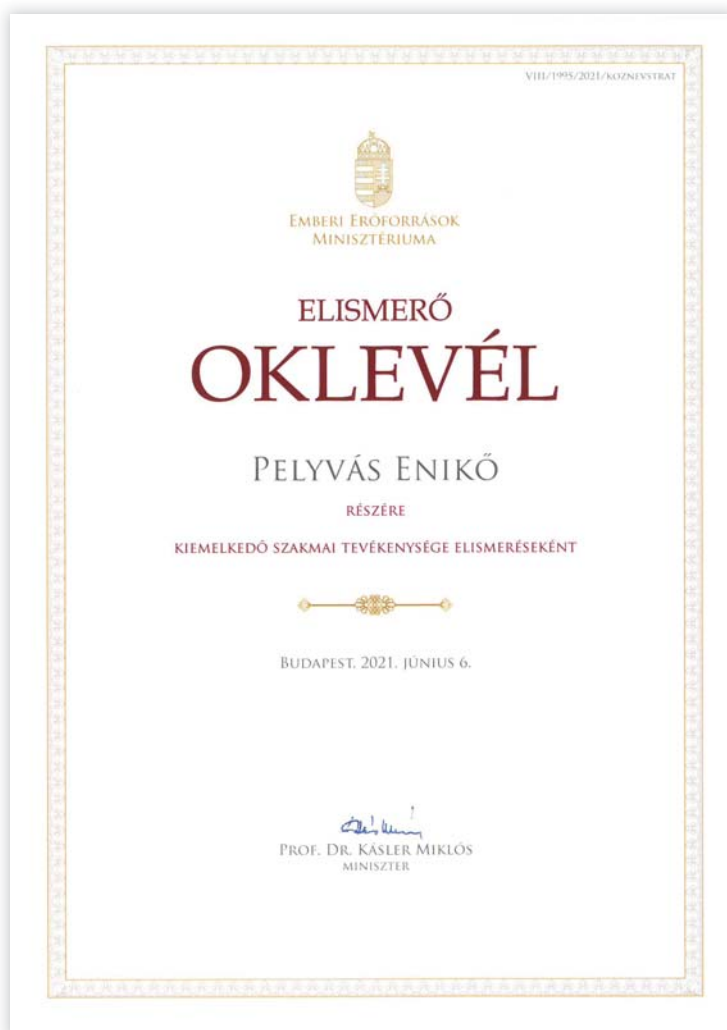 VIII/1995/2021/KOZNEVSTRAT
EMBERI ERŐFORRÁSOK
MINISZTÉRIUMA
ELISMERŐ
OKLEVÉL
PELYVÁS ENIKŐ
RÉSZÉRE
KIEMELKEDŐ SZAKMAI TEVÉKENYSÉGE ELISMERÉSEKÉNT
BUDAPEST, 2021. JÚNIUS 6.
PROF. DR. KÁSLER MIKLÓS
MINISZTER